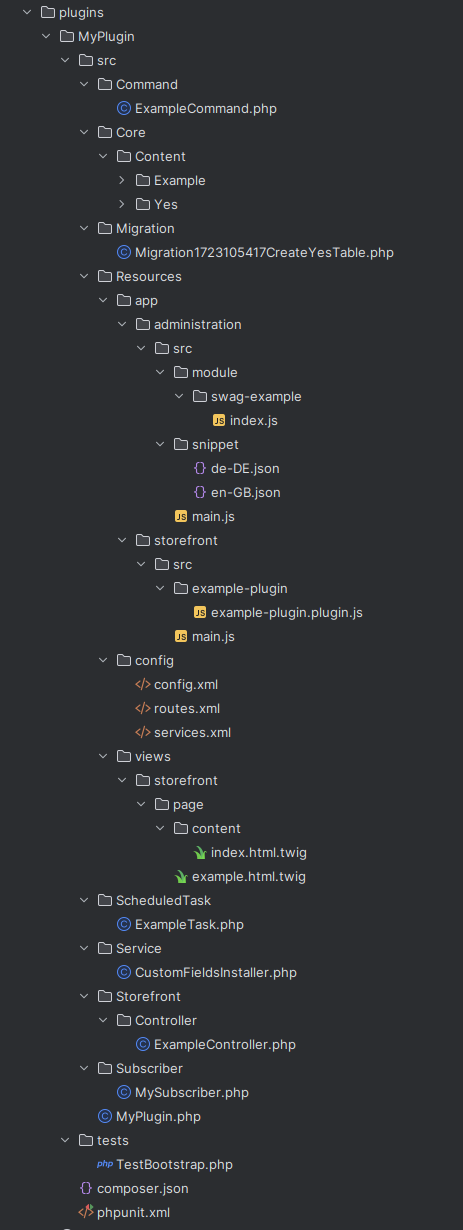 plugins
MyPlugin
src
Command
ExampleCommand.php
Core
Content
Example
Yes
Migration
Migration1723105417CreateYesTable.php
Resources
app
administration
src
module
swag-example
JS index.js
snippet
{} de-DE.json
{} en-GB.json
JS main.js
storefront
src
example-plugin
JS example-plugin.plugin.js
JS main.js
config
</> config.xml
</> routes.xml
</> services.xml
views
storefront
page
content
index.html.twig
example.html.twig
ScheduledTask
C ExampleTask.php
Service
C CustomFieldsInstaller.php
Storefront
Controller
C ExampleController.php
Subscriber
C MySubscriber.php
C MyPlugin.php
tests
php TestBootstrap.php
{} composer.json
</> phpunit.xml